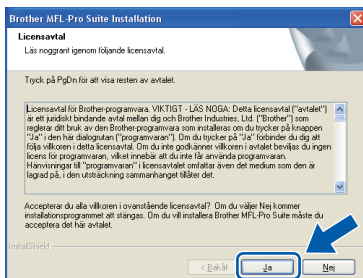 Brother MFL-Pro Suite Installation
Licensavtal
Läs noggrant igenom följande licensavtal.
Tryck på PgDn för att visa resten av avtalet.
Licensavtal för Brother-programvara. VIKTIGT - LÄS NOGA: Detta licensavtal ("avtalet")
är ett juridiskt bindande avtal mellan dig och Brother Industries, Ltd. ("Brother") som
reglerar ditt bruk av den Brother-programvara som installeras om du trycker på knappen
"Ja" i den här dialogrutan ("programvaran"). Om du trycker på "Ja" förbinder du dig att
följa villkoren i detta licensavtal. Om du inte godkänner villkoren i avtalet beviljas du ingen
licens för programvaran, vilket innebär att du inte får använda programvaran.
Hänvisningar till "programvaran" i licensavtalet omfattar även det medium som den är
lagrad på, i den utsträckning sammanhanget tillåter det.
Accepterar du alla villkoren i ovanstående licensavtal? Om du väljer Nej kommer
installationsprogrammet att stängas. Om du vill installera Brother MFL-Pro Suite måste du
acceptera det här avtalet.
InstallShield
< Bakåt
Ja
Nej